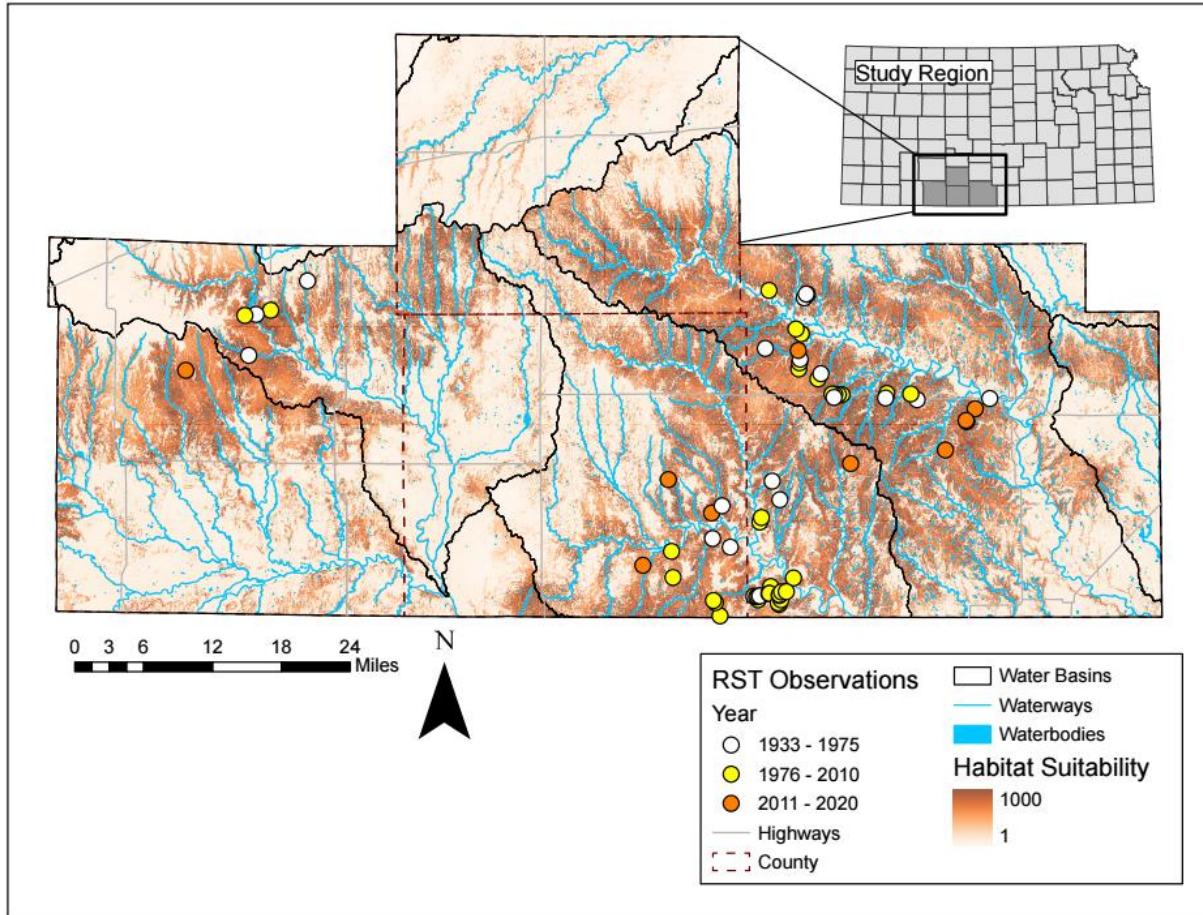 Study Region
N
0 3 6 12 18 24
Miles
RST Observations
Year
1933 - 1975
1976 - 2010
2011 - 2020
Highways
County
Water Basins
Waterways
Waterbodies
Habitat Suitability
1000
1